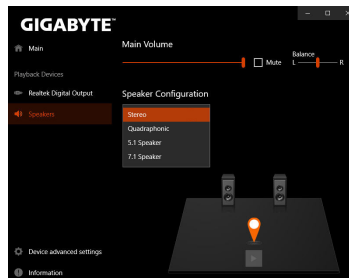 GIGABYTE™
Main
Playback Devices
Realtek Digital Output
Speakers
Device advanced settings
Information
Main Volume
Mute
Balance
L
R
Speaker Configuration
Stereo
Quadraphonic
5.1 Speaker
7.1 Speaker